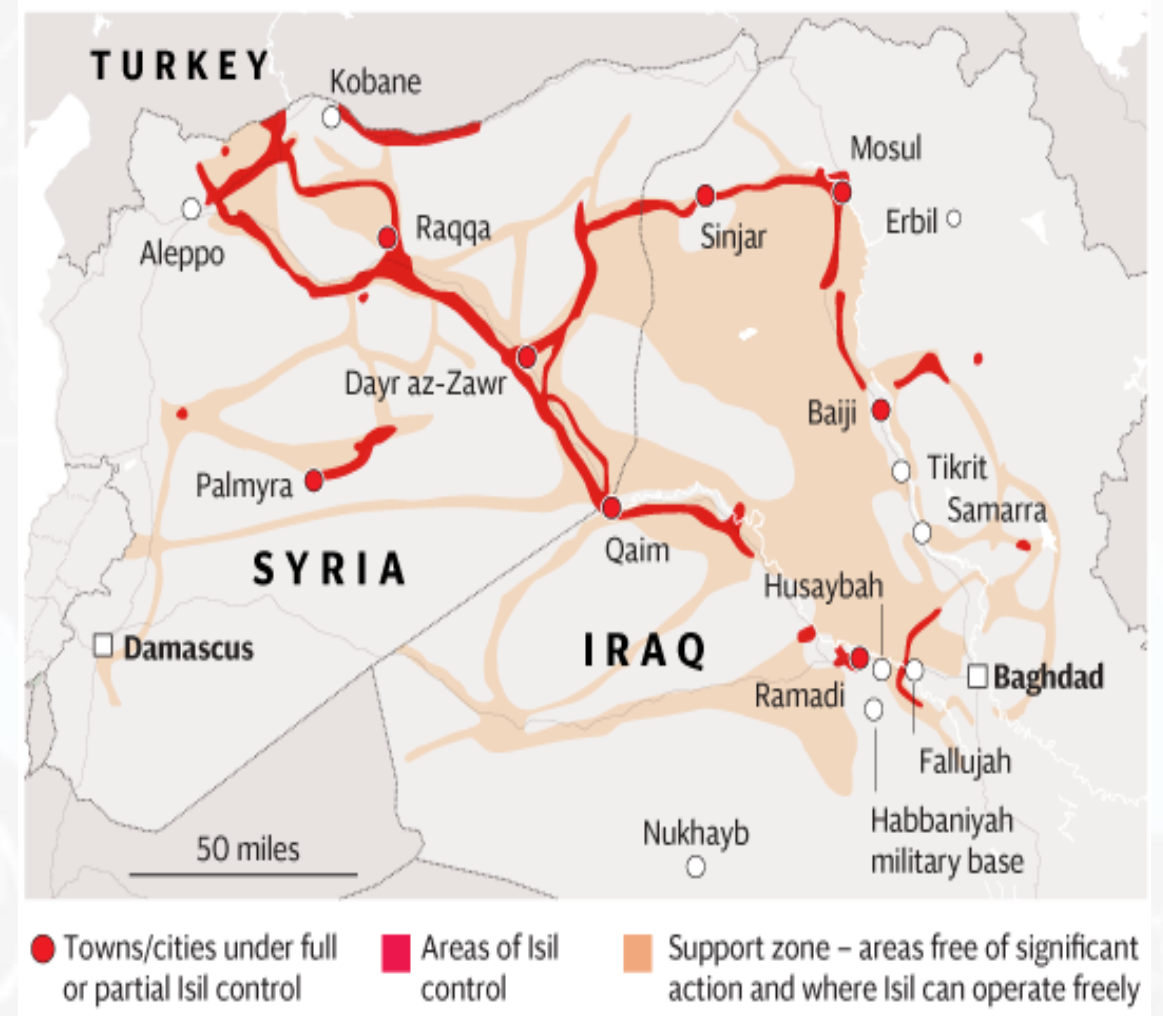 TURKEY
Kobane
Mosul
Erbil
Sinjar
Raqqa
Aleppo
Dayr az-Zawr
Baiji
Tikrit
Palmyra
Samarra
Qaim
SYRIA
Husaybah
IRAQ
Damascus
Baghdad
Ramadi
Fallujah
Habbaniyah
military base
Nukhayb
50 miles
Towns/cities under full
or partial Isil control
Areas of Isil
control
Support zone – areas free of significant
action and where Isil can operate freely